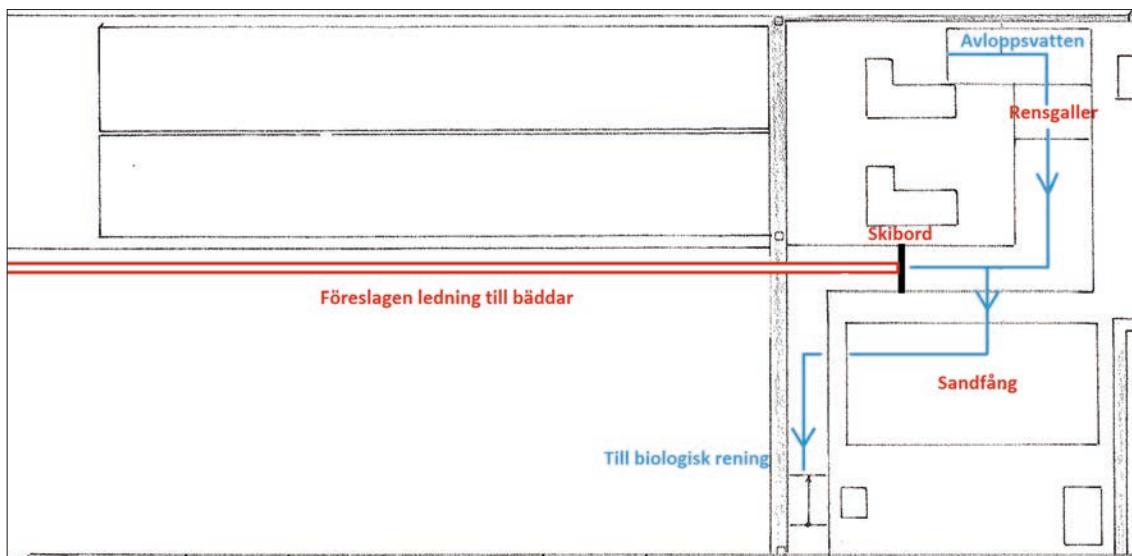 Avloppsvatten
Rensgaller
Skibord
Föreslagen ledning till bäddar
Sandfång
Till biologisk rening